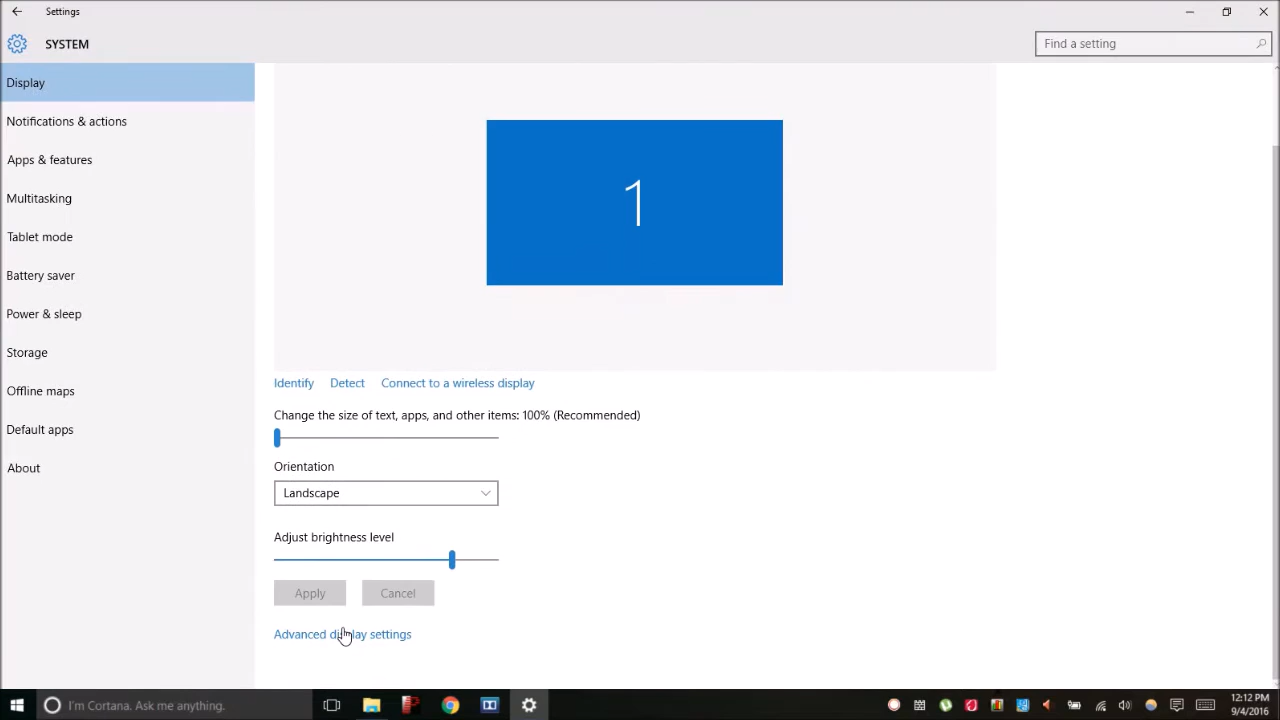 Settings
SYSTEM
Find a setting
Display
Notifications & actions
Apps & features
Multitasking
Tablet mode
Battery saver
Power & sleep
Storage
Offline maps
Default apps
About
1
Identify Detect Connect to a wireless display
Change the size of text, apps, and other items: 100% (Recommended)
Orientation
Landscape
Adjust brightness level
Apply Cancel
Advanced display settings
I'm Cortana. Ask me anything.
12:12 PM
9/4/2016